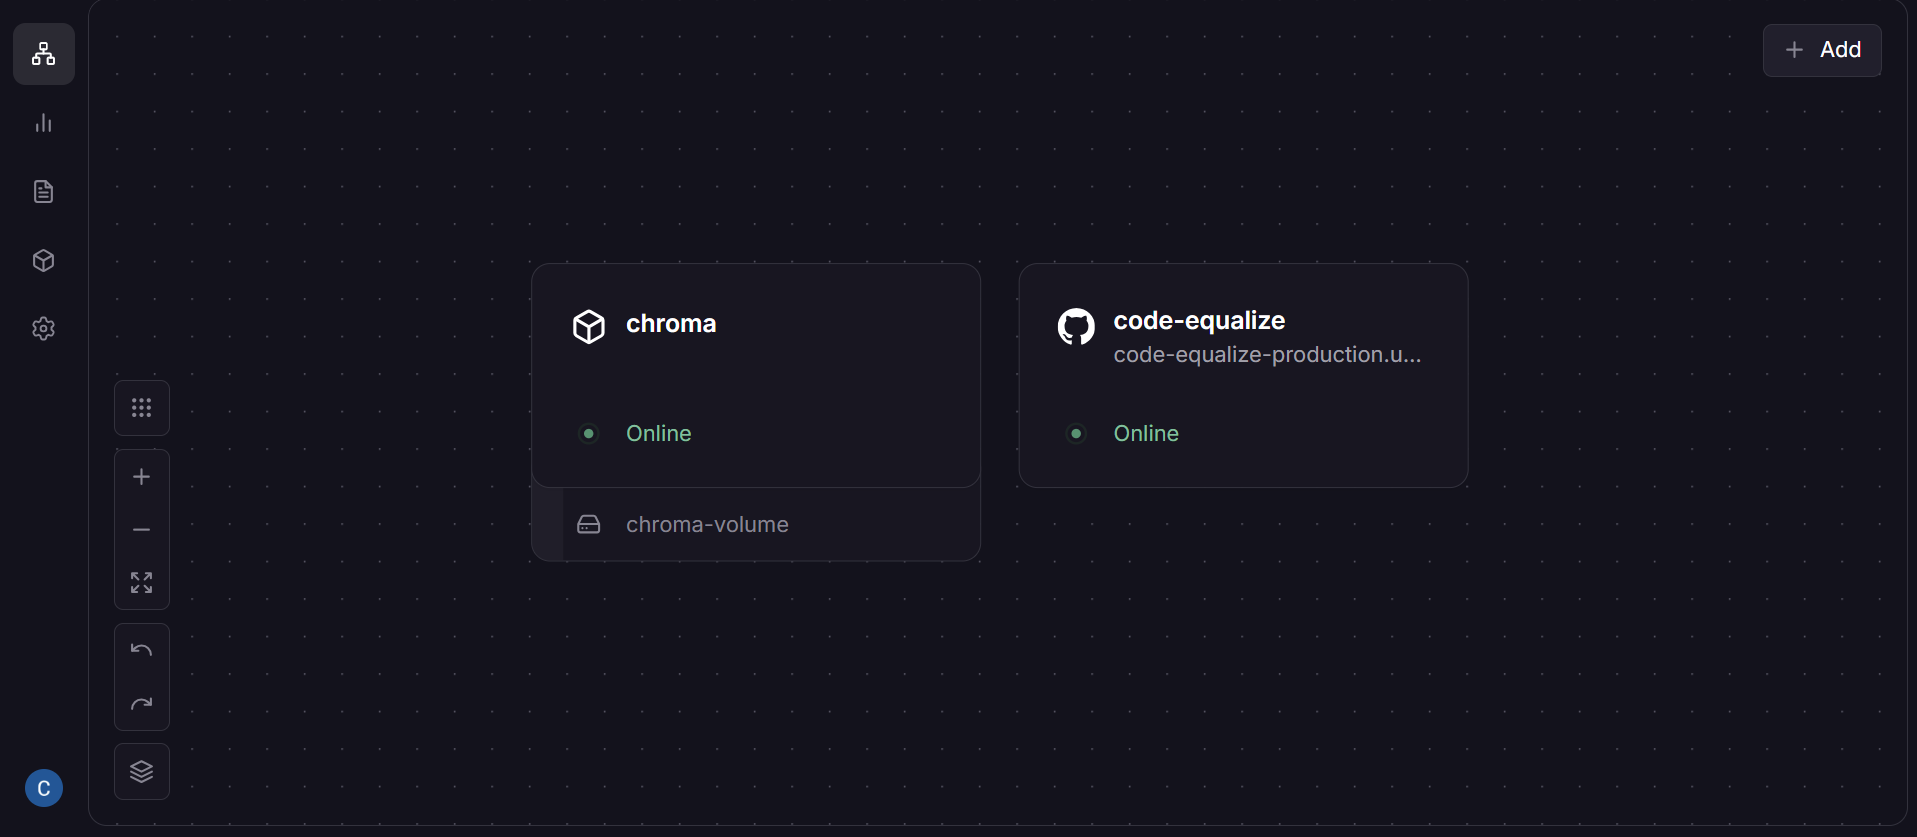 Add
chroma
Online
chroma-volume
code-equalize
code-equalize-production.u...
Online
C